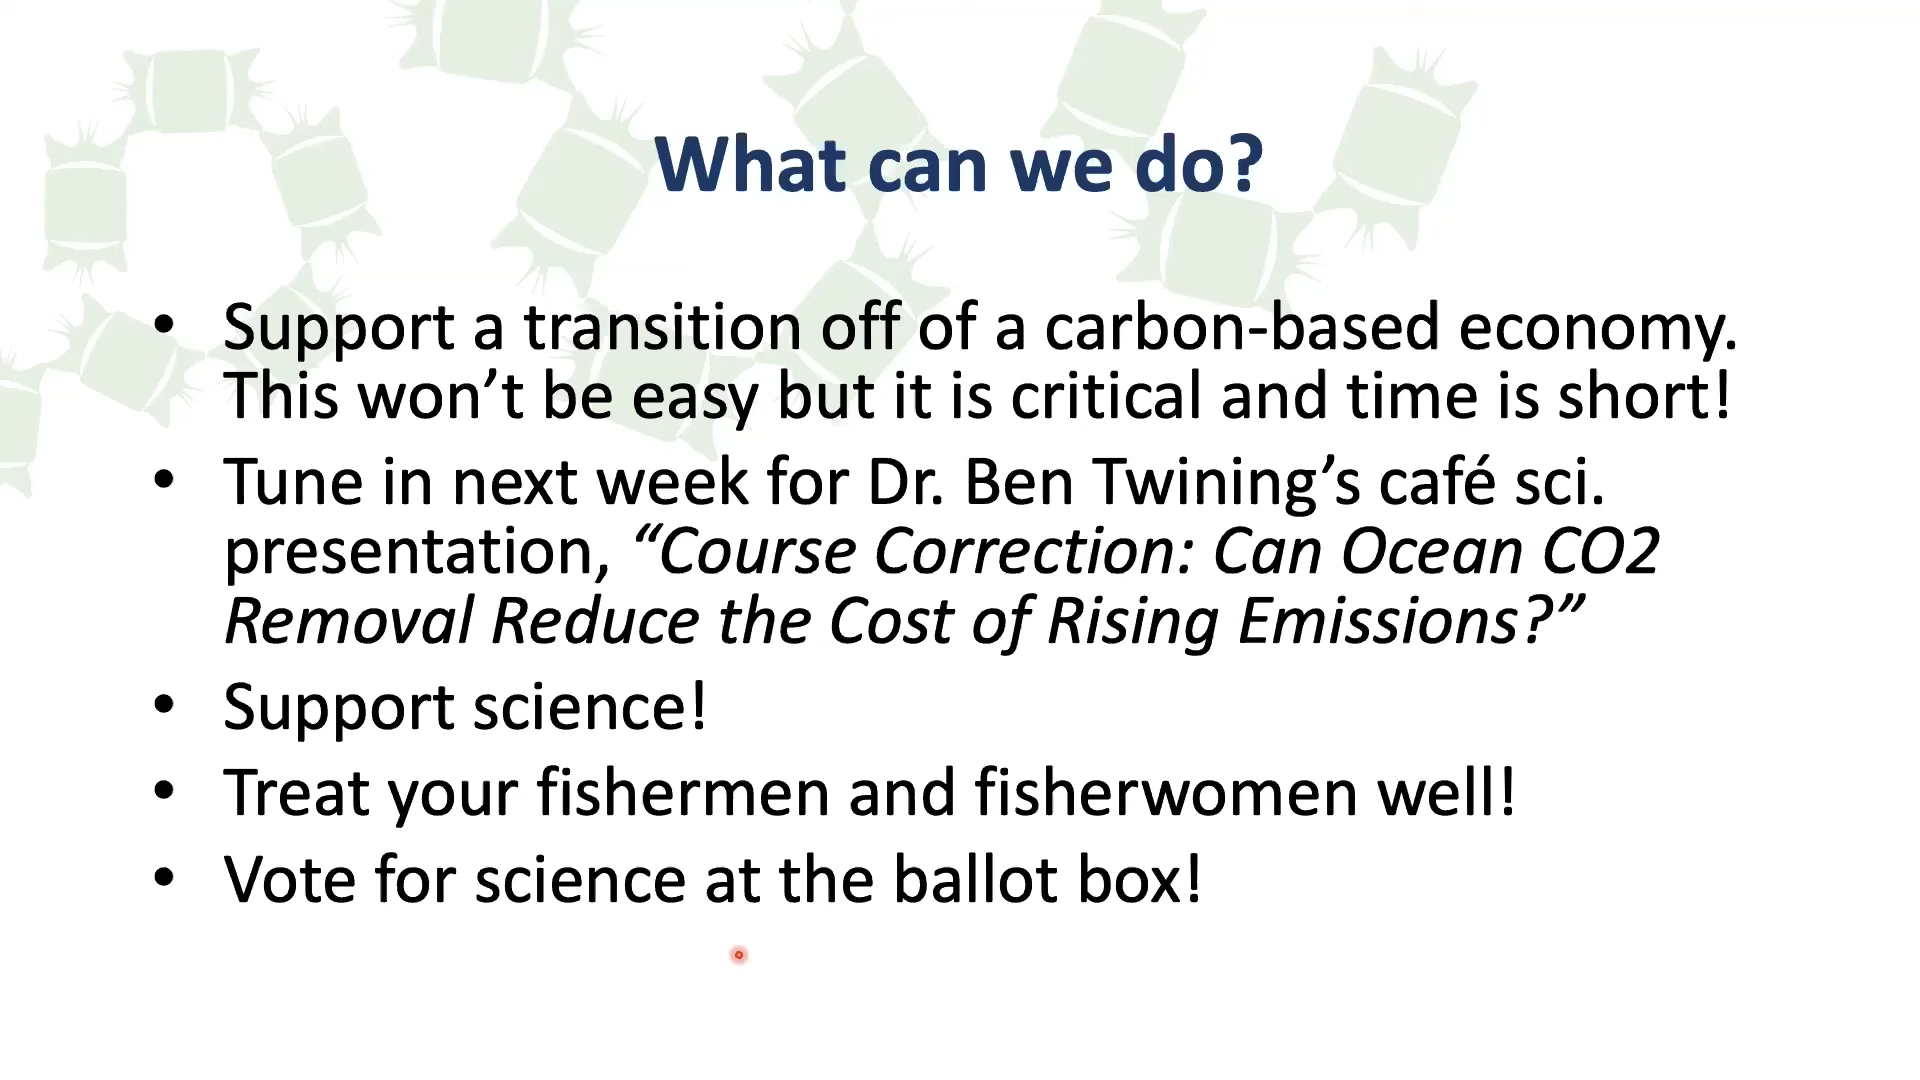 What can we do?
• Support a transition off of a carbon-based economy.
This won’t be easy but it is critical and time is short!
• Tune in next week for Dr. Ben Twining’s café sci.
presentation, “Course Correction: Can Ocean CO2
Removal Reduce the Cost of Rising Emissions?”
• Support science!
• Treat your fishermen and fisherwomen well!
• Vote for science at the ballot box!